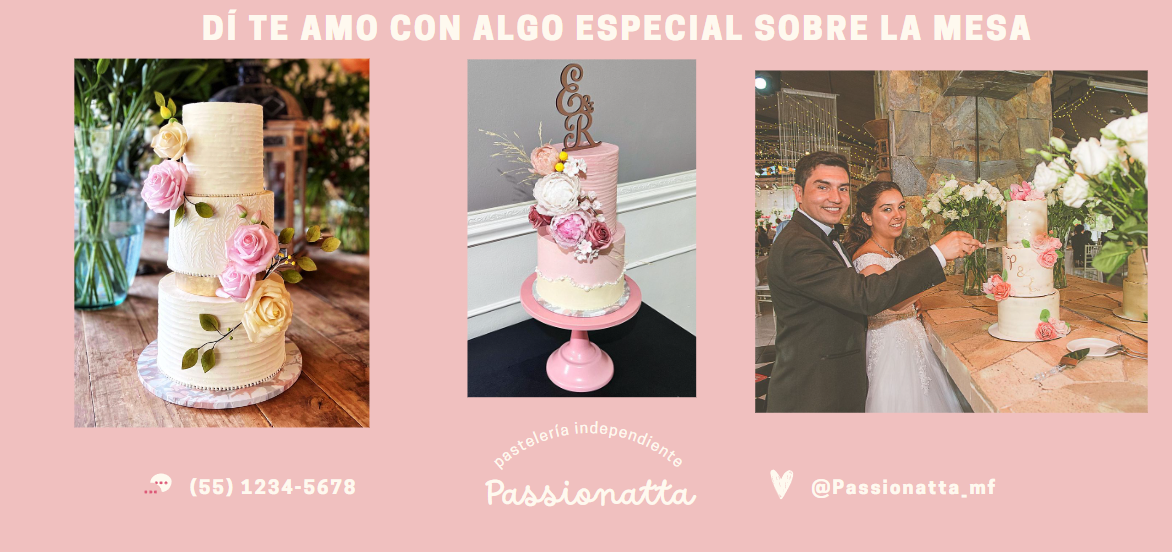 DÍ TE AMO CON ALGO ESPECIAL SOBRE LA MESA
E&R
P &
pastelería independiente
Passionatta
(55) 1234-5678
@Passionatta_mf